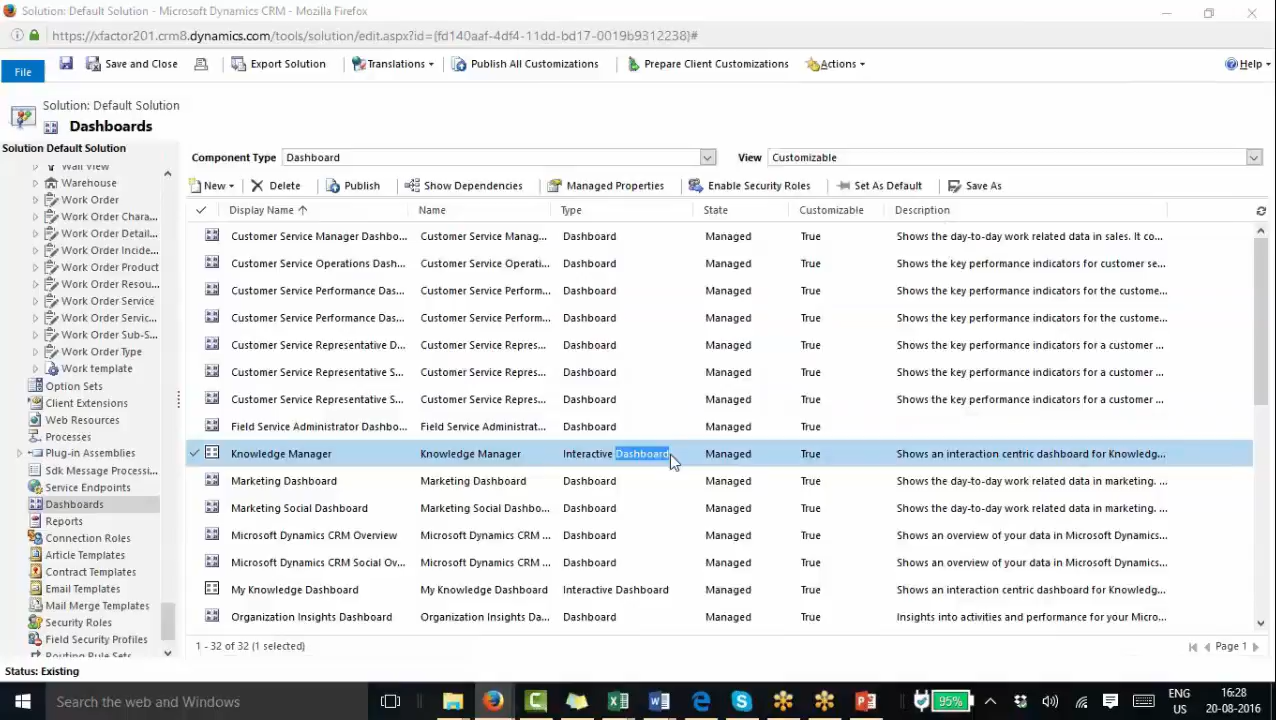 Solution: Default Solution - Microsoft Dynamics CRM - Mozilla Firefox
https://xfactor201.crm8.dynamics.com/tools/solution/edit.aspx?id={fd140aaf-4df4-11dd-bd17-0019b9312238}#
File Save and Close Export Solution Translations Publish All Customizations Prepare Client Customizations Actions Help
Solution: Default Solution
Dashboards
Solution Default Solution
Wall View
Warehouse
Work Order
Work Order Chara...
Work Order Detail...
Work Order Incide...
Work Order Product
Work Order Resou...
Work Order Service
Work Order Servic...
Work Order Sub-S...
Work Order Type
Work template
Option Sets
Client Extensions
Web Resources
Processes
Plug-in Assemblies
Sdk Message Processi...
Service Endpoints
Dashboards
Reports
Connection Roles
Article Templates
Contract Templates
Email Templates
Mail Merge Templates
Security Roles
Field Security Profiles
Routing Rule Sets
Component Type Dashboard View Customizable
New Delete Publish Show Dependencies Managed Properties Enable Security Roles Set As Default Save As
Display Name Name Type State Customizable Description
Customer Service Manager Dashbo... Customer Service Manag... Dashboard Managed True Shows the day-to-day work related data in sales. It co...
Customer Service Operations Dash... Customer Service Operati... Dashboard Managed True Shows the key performance indicators for customer se...
Customer Service Performance Das... Customer Service Perform... Dashboard Managed True Shows the key performance indicators for the custome...
Customer Service Performance Das... Customer Service Perform... Dashboard Managed True Shows the key performance indicators for the custome...
Customer Service Representative D... Customer Service Repres... Dashboard Managed True Shows the key performance indicators for a customer ...
Customer Service Representative S... Customer Service Repres... Dashboard Managed True Shows the key performance indicators for a customer ...
Customer Service Representative S... Customer Service Repres... Dashboard Managed True Shows the key performance indicators for a customer ...
Field Service Administrator Dashbo... Field Service Administrat... Dashboard Managed True
Knowledge Manager Knowledge Manager Interactive Dashboard Managed True Shows an interaction centric dashboard for Knowledg...
Marketing Dashboard Marketing Dashboard Dashboard Managed True Shows the day-to-day work related data in marketing. ...
Marketing Social Dashboard Marketing Social Dashbo... Dashboard Managed True Shows the day-to-day work related data in marketing. ...
Microsoft Dynamics CRM Overview Microsoft Dynamics CRM ... Dashboard Managed True Shows an overview of your data in Microsoft Dynamics...
Microsoft Dynamics CRM Social Ov... Microsoft Dynamics CRM ... Dashboard Managed True Shows an overview of your data in Microsoft Dynamics...
My Knowledge Dashboard My Knowledge Dashboard Interactive Dashboard Managed True Shows an interaction centric dashboard for Knowledg...
Organization Insights Dashboard Organization Insights Da... Dashboard Managed True Insights into activities and performance for your Micro...
1 - 32 of 32 (1 selected) Page 1
Status: Existing
Search the web and Windows 95% ENG 16:28
US 20-08-2016